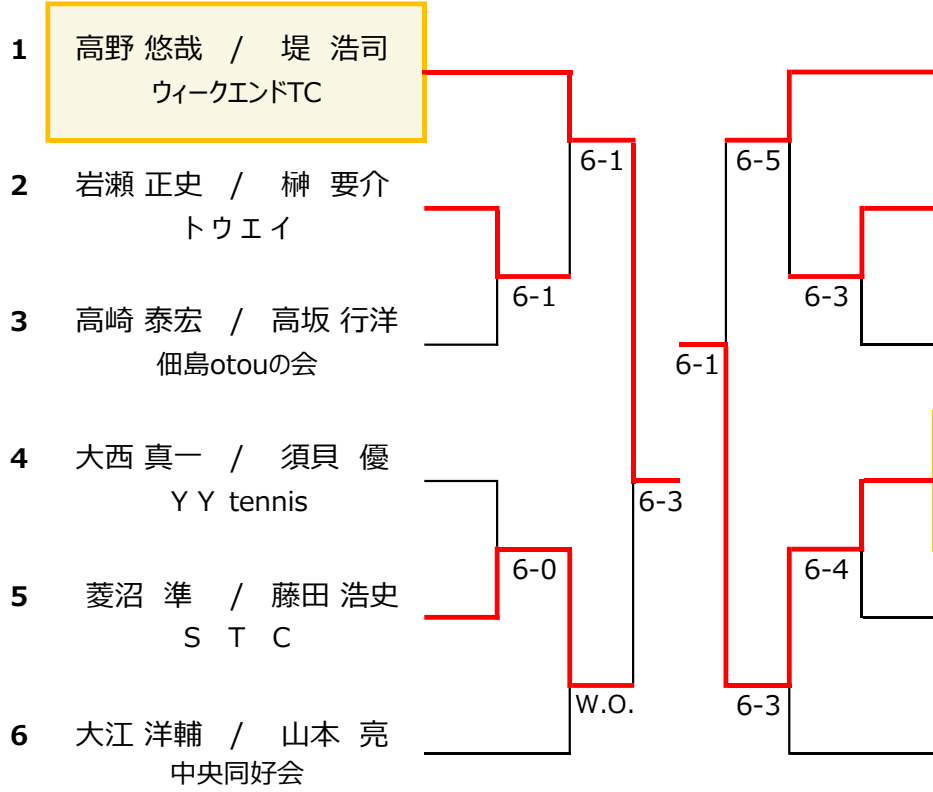 1 高野 悠哉 / 堤 浩司
ウィークエンドTC
6-1 6-5
2 岩瀬 正史 / 榊 要介
トウエイ
6-1 6-3
3 高崎 泰宏 / 高坂 行洋
佃島otouの会
6-1
4 大西 真一 / 須貝 優
Y Y tennis
6-3
6-0 6-4
5 菱沼 準 / 藤田 浩史
S T C
W.O. 6-3
6 大江 洋輔 / 山本 亮
中央同好会